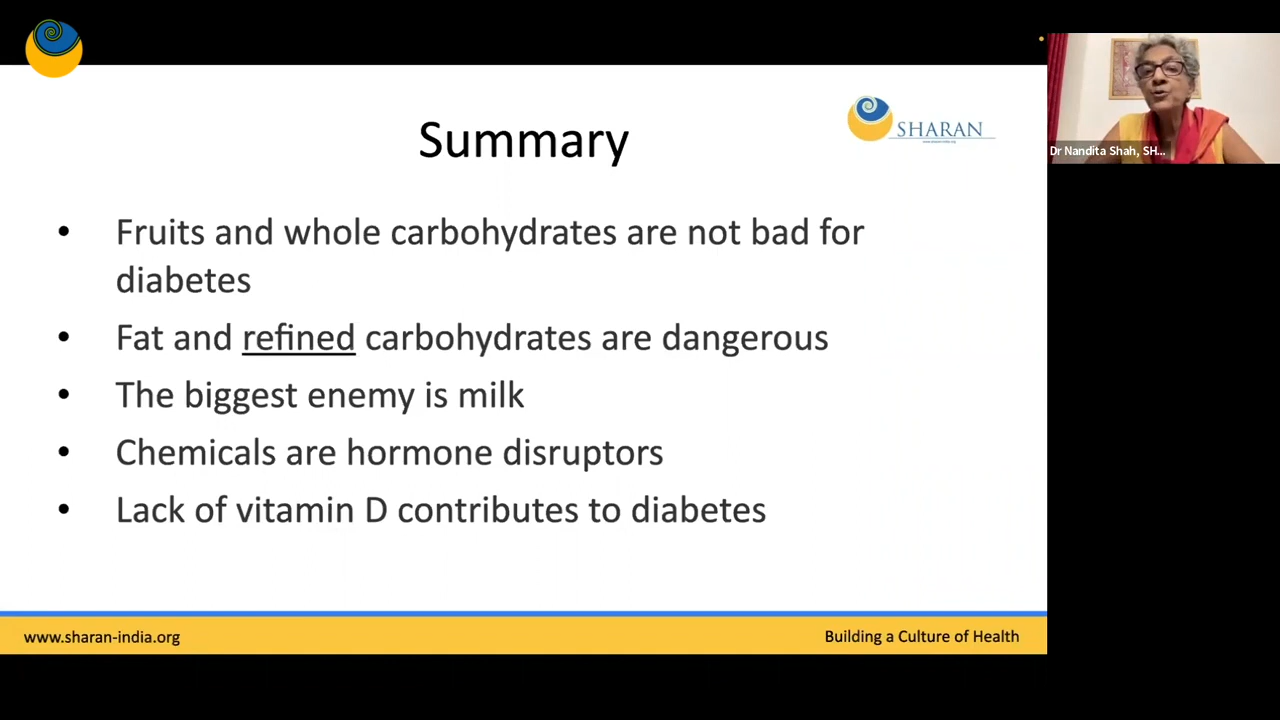 SHARAN
Summary
• Fruits and whole carbohydrates are not bad for
diabetes
• Fat and refined carbohydrates are dangerous
• The biggest enemy is milk
• Chemicals are hormone disruptors
• Lack of vitamin D contributes to diabetes
www.sharan-india.org
Building a Culture of Health
Dr Nandita Shah, SH...